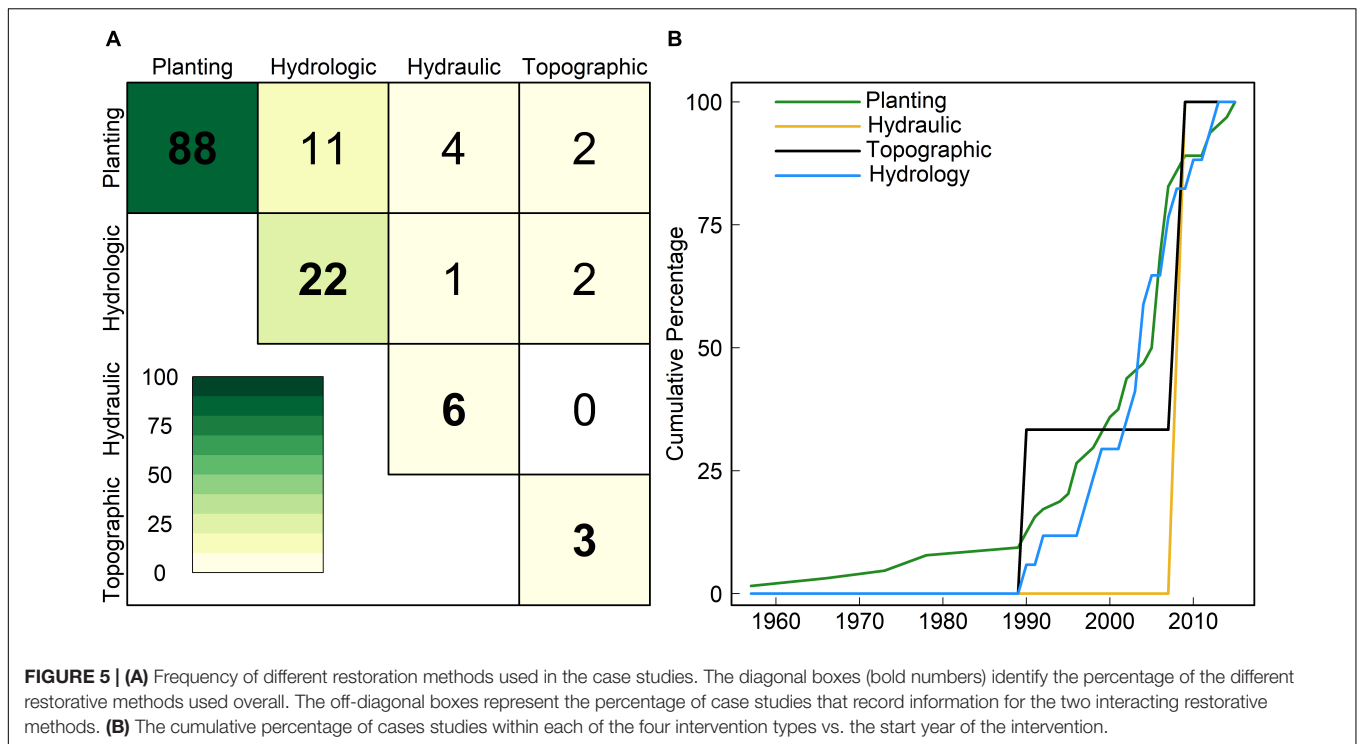 A
Planting Hydrologic Hydraulic Topographic
Planting 88 11 4 2
Hydrologic 22 1 2
Hydraulic 6 0
Topographic 3
100
75
50
25
0
B
Planting
Hydraulic
Topographic
Hydrology
Cumulative Percentage
100
75
50
25
0
1960 1970 1980 1990 2000 2010
FIGURE 5 | (A) Frequency of different restoration methods used in the case studies. The diagonal boxes (bold numbers) identify the percentage of the different
restorative methods used overall. The off-diagonal boxes represent the percentage of case studies that record information for the two interacting restorative
methods. (B) The cumulative percentage of cases studies within each of the four intervention types vs. the start year of the intervention.